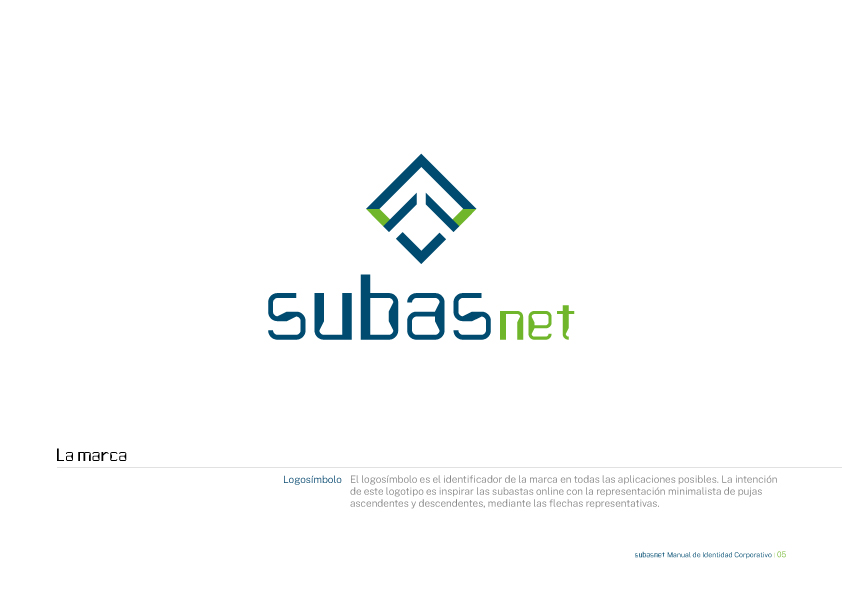 subasnet
La marca
Logosímbolo El logosímbolo es el identificador de la marca en todas las aplicaciones posibles. La intención
de este logotipo es inspirar las subastas online con la representación minimalista de pujas
ascendentes y descendentes, mediante las flechas representativas.
subasnet Manual de Identidad Corporativo | 05